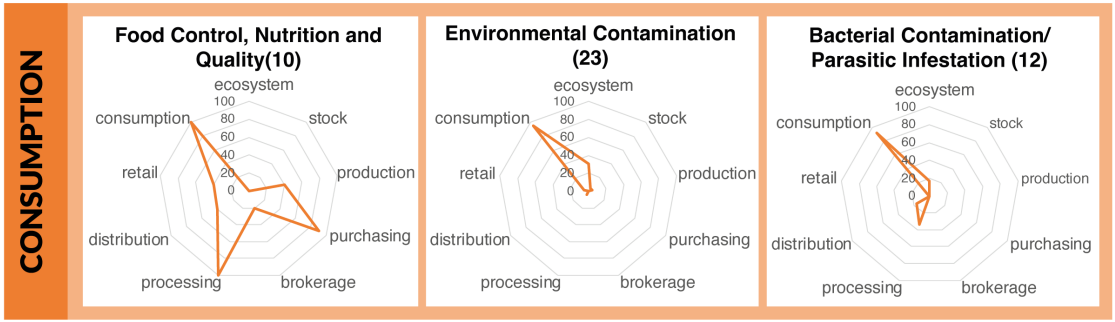 CONSUMPTION
Food Control, Nutrition and
Quality(10)
ecosystem
100
80
60
40
20
0
stock
production
purchasing
brokerage
processing
distribution
retail
consumption
Environmental Contamination
(23)
ecosystem
100
80
60
40
20
0
stock
production
purchasing
brokerage
processing
distribution
retail
consumption
Bacterial Contamination/
Parasitic Infestation (12)
ecosystem
100
80
60
40
20
0
stock
production
purchasing
brokerage
processing
distribution
retail
consumption